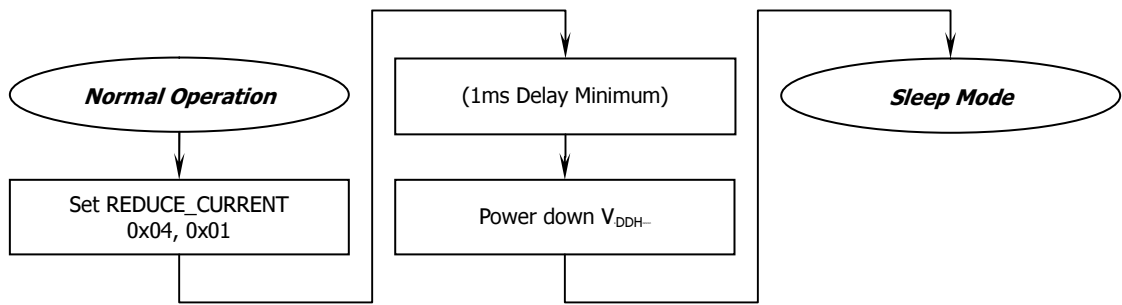 Normal Operation
Set REDUCE_CURRENT
0x04, 0x01
(1ms Delay Minimum)
Power down VDDH
Sleep Mode